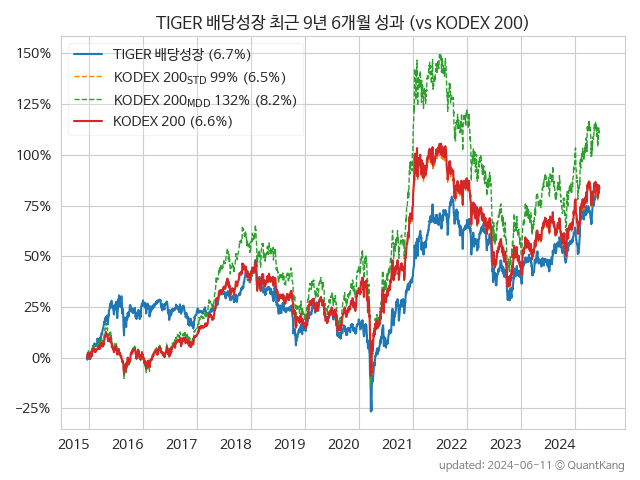 TIGER 배당성장 최근 9년 6개월 성과 (vs KODEX 200)
TIGER 배당성장 (6.7%)
KODEX 200STD 99% (6.5%)
KODEX 200MDD 132% (8.2%)
KODEX 200 (6.6%)
150%
125%
100%
75%
50%
25%
0%
−25%
2015 2016 2017 2018 2019 2020 2021 2022 2023 2024
updated: 2024-06-11 © QuantKang